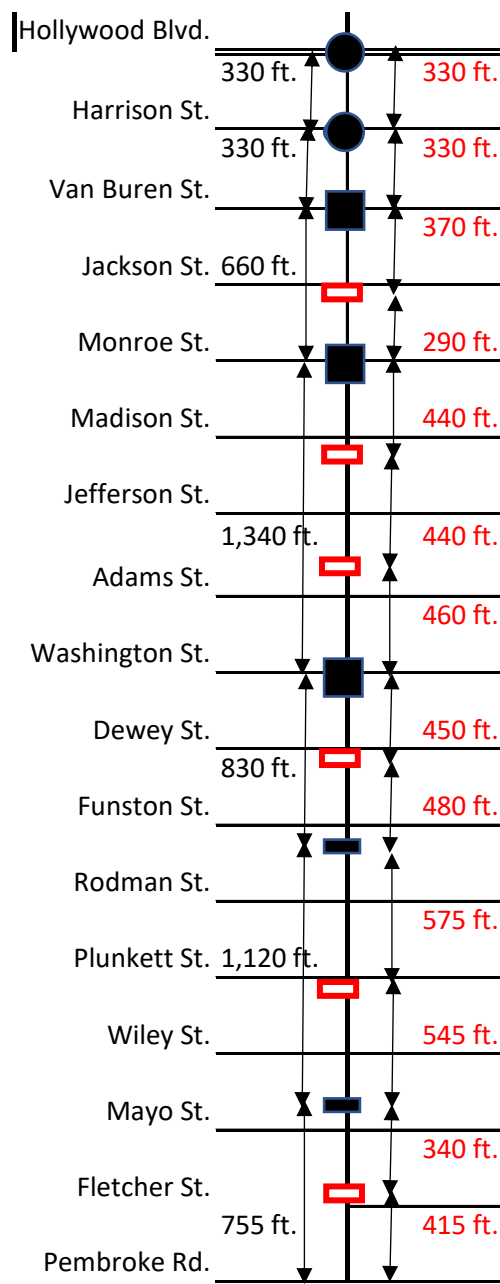 Hollywood Blvd.
330 ft. 330 ft.
Harrison St.
330 ft. 330 ft.
Van Buren St.
370 ft.
Jackson St. 660 ft.
Monroe St. 290 ft.
Madison St. 440 ft.
Jefferson St.
1,340 ft. 440 ft.
Adams St.
460 ft.
Washington St.
Dewey St. 450 ft.
830 ft.
Funston St. 480 ft.
Rodman St.
575 ft.
Plunkett St. 1,120 ft.
Wiley St. 545 ft.
Mayo St.
340 ft.
Fletcher St.
755 ft. 415 ft.
Pembroke Rd.